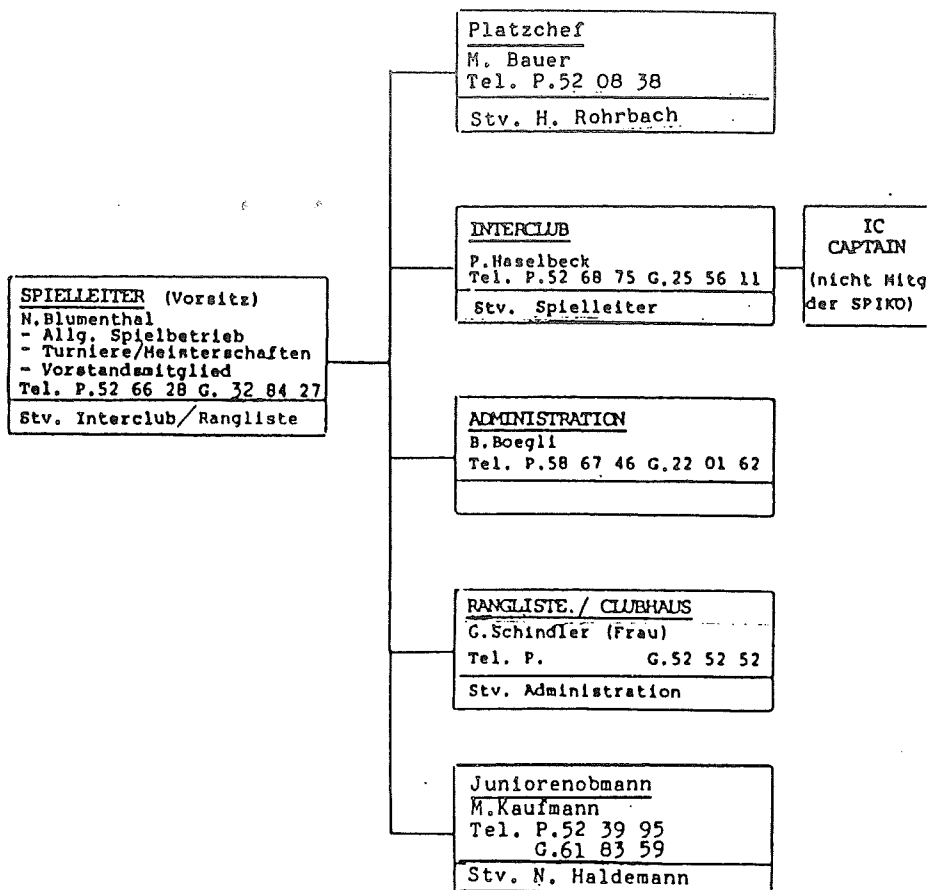 Platzchef
M. Bauer
Tel. P.52 08 38
Stv. H. Rohrbach
INTERCLUB
P.Haselbeck
Tel. P.52 68 75 G.25 56 11
Stv. Spielleiter
IC
CAPTAIN
(nicht Mitg
der SPIKO)
SPIELLEITER (Vorsitz)
N.Blumenthal
- Allg. Spielbetrieb
- Turniere/Meisterschaften
- Vorstandsmitglied
Tel. P.52 66 28 G. 32 84 27
Stv. Interclub/Rangliste
ADMINISTRATION
B.Boegli
Tel. P.58 67 46 G.22 01 62
RANGLISTE./ CLUBHAUS
G.Schindler (Frau)
Tel. P. G.52 52 52
Stv. Administration
Juniorenobmann
M.Kaufmann
Tel. P.52 39 95
G.61 83 59
Stv. N. Haldemann